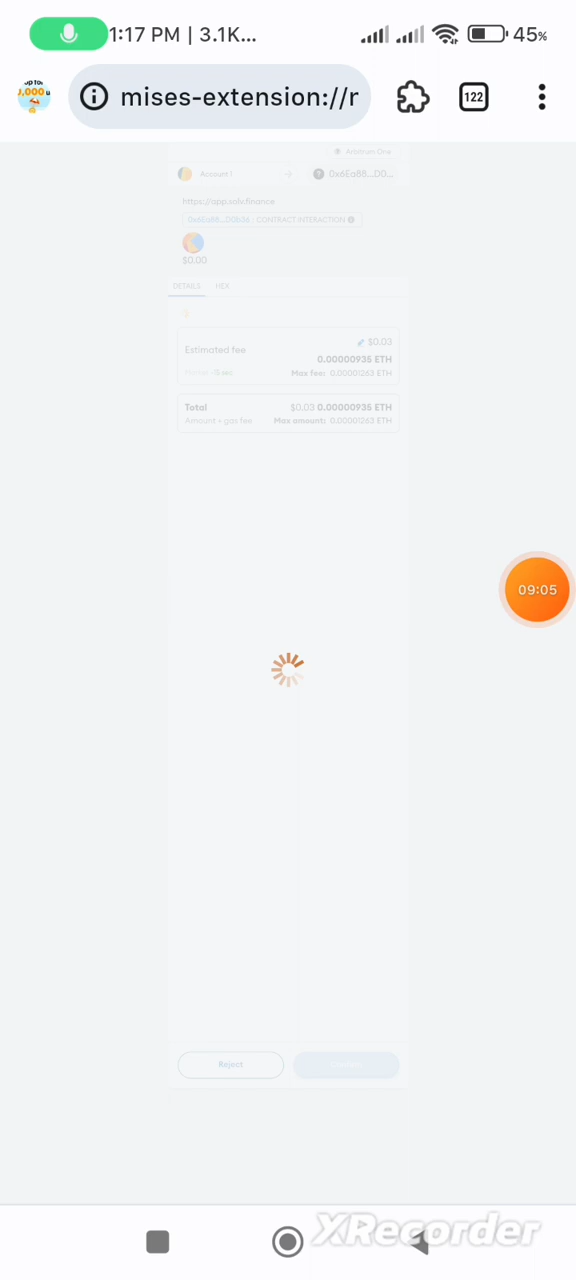 1:17 PM | 3.1K...
45%
mises-extension://r
122
Arbitrum One
Account 1
0x6Ea88...D0...
https://app.solv.finance
0x6Ea88...D0b36 : CONTRACT INTERACTION
$0.00
DETAILS
HEX
Estimated fee
$0.03
0.00000935 ETH
Max fee: 0.00001263 ETH
Total
$0.03 0.00000935 ETH
Amount + gas fee
Max amount: 0.00001263 ETH
09:05
Reject
XRecorder